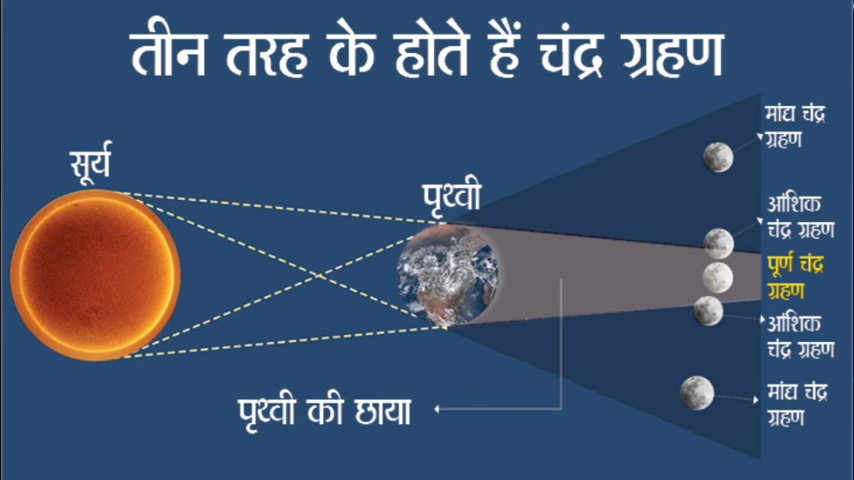 तीन तरह के होते हैं चंद्र ग्रहण
सूर्य
पृथ्वी
मांद्य चंद्र
ग्रहण
आंशिक
चंद्र ग्रहण
पूर्ण चंद्र
ग्रहण
आंशिक
चंद्र ग्रहण
मांद्य चंद्र
ग्रहण
पृथ्वी की छाया